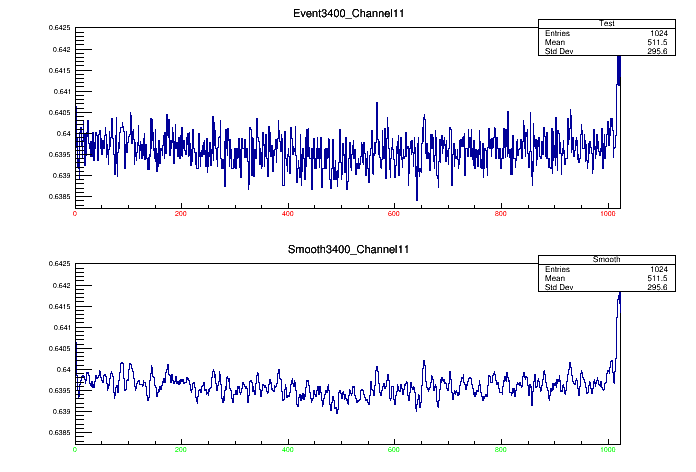 Event3400_Channel11
Test
Entries 1024
Mean 511.5
Std Dev 295.6
0.6425
0.642
0.6415
0.641
0.6405
0.64
0.6395
0.639
0.6385
0 200 400 600 800 1000
Smooth3400_Channel11
Smooth
Entries 1024
Mean 511.5
Std Dev 295.6
0.6425
0.642
0.6415
0.641
0.6405
0.64
0.6395
0.639
0.6385
0 200 400 600 800 1000